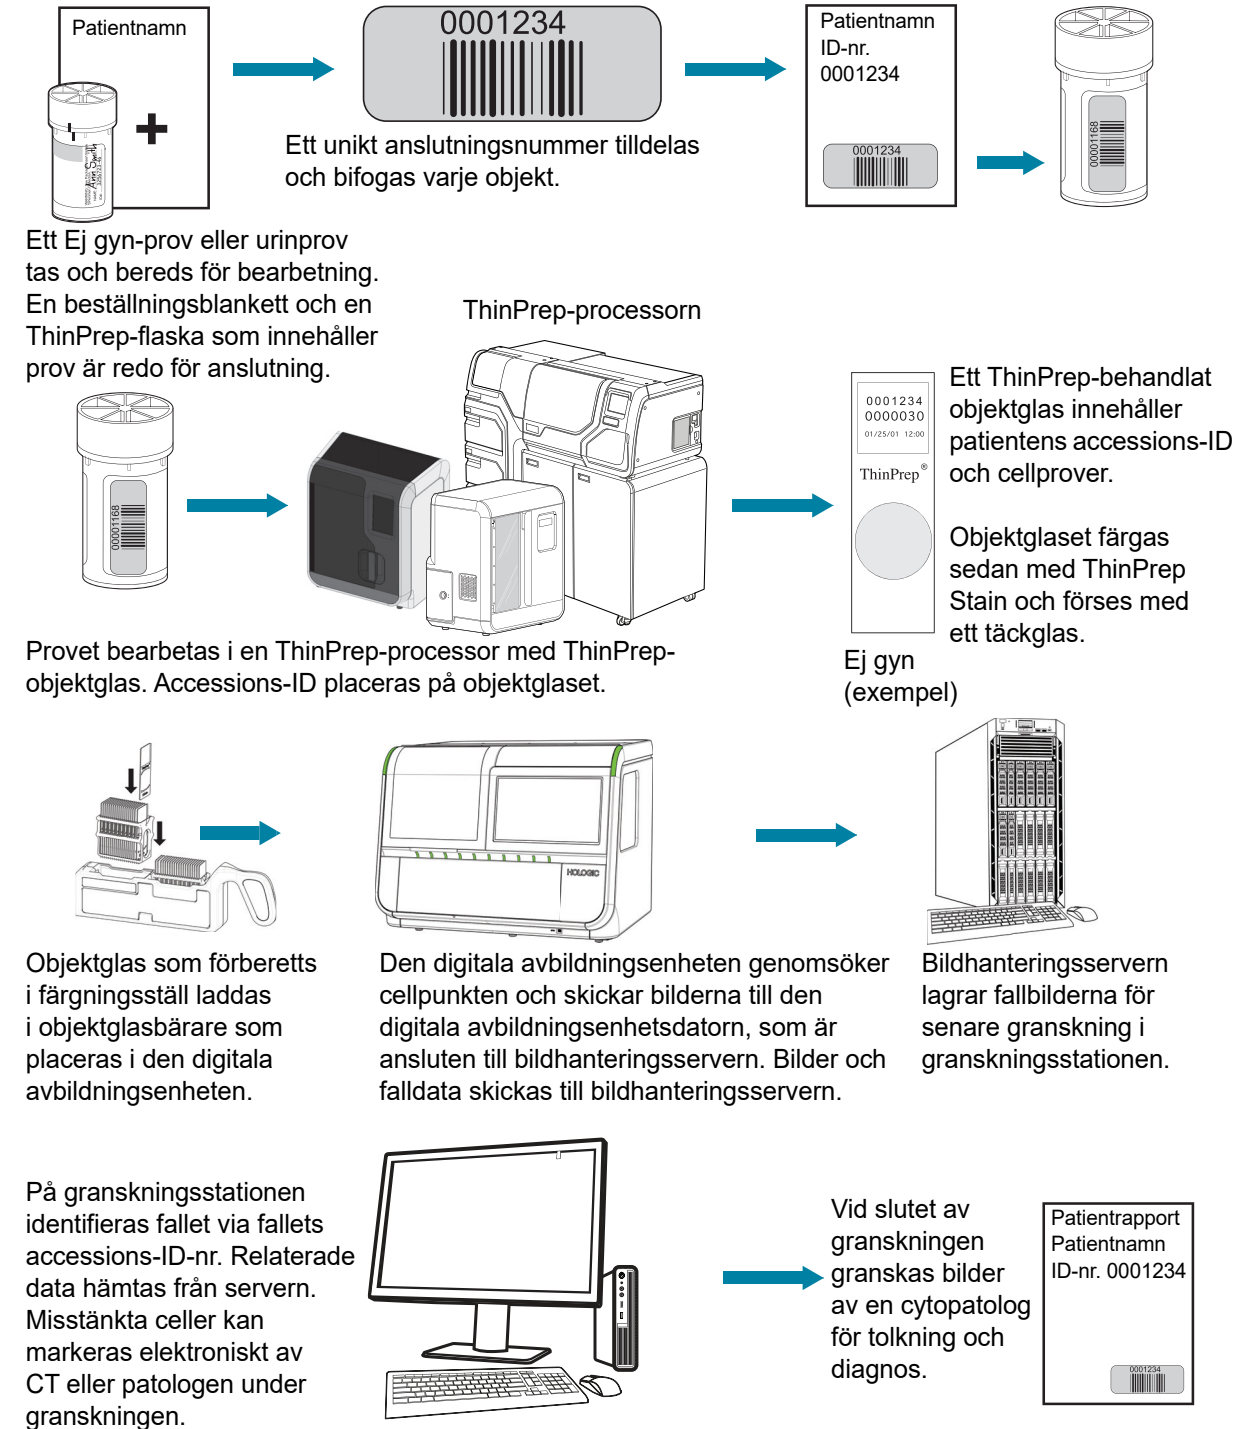 Patientnamn
0001234
Patientnamn
ID-nr.
0001234
0001234
00001168
Ett unikt anslutningsnummer tilldelas
och bifogas varje objekt.
Ett Ej gyn-prov eller urinprov
tas och bereds för bearbetning.
En beställningsblankett och en
ThinPrep-flaska som innehåller
prov är redo för anslutning.
ThinPrep-processorn
00001168
0001234
0000030
01/25/01 12:00
ThinPrep®
Ett ThinPrep-behandlat
objektglas innehåller
patientens accessions-ID
och cellprover.
Objektglaset färgas
sedan med ThinPrep
Stain och förses med
ett täckglas.
Ej gyn
(exempel)
Provet bearbetas i en ThinPrep-processor med ThinPrep-
objektglas. Accessions-ID placeras på objektglaset.
HOLOGIC
Objektglas som förberetts
i färgningsställ laddas
i objektglasbärare som
placeras i den digitala
avbildningsenheten.
Den digitala avbildningsenheten genomsöker
cellpunkten och skickar bilderna till den
digitala avbildningsenhetsdatorn, som är
ansluten till bildhanteringsservern. Bilder och
falldata skickas till bildhanteringsservern.
Bildhanteringsservern
lagrar fallbilderna för
senare granskning i
granskningsstationen.
På granskningsstationen
identifieras fallet via fallets
accessions-ID-nr. Relaterade
data hämtas från servern.
Misstänkta celler kan
markeras elektroniskt av
CT eller patologen under
granskningen.
Vid slutet av
granskningen
granskas bilder
av en cytopatolog
för tolkning och
diagnos.
Patientrapport
Patientnamn
ID-nr. 0001234
0001234